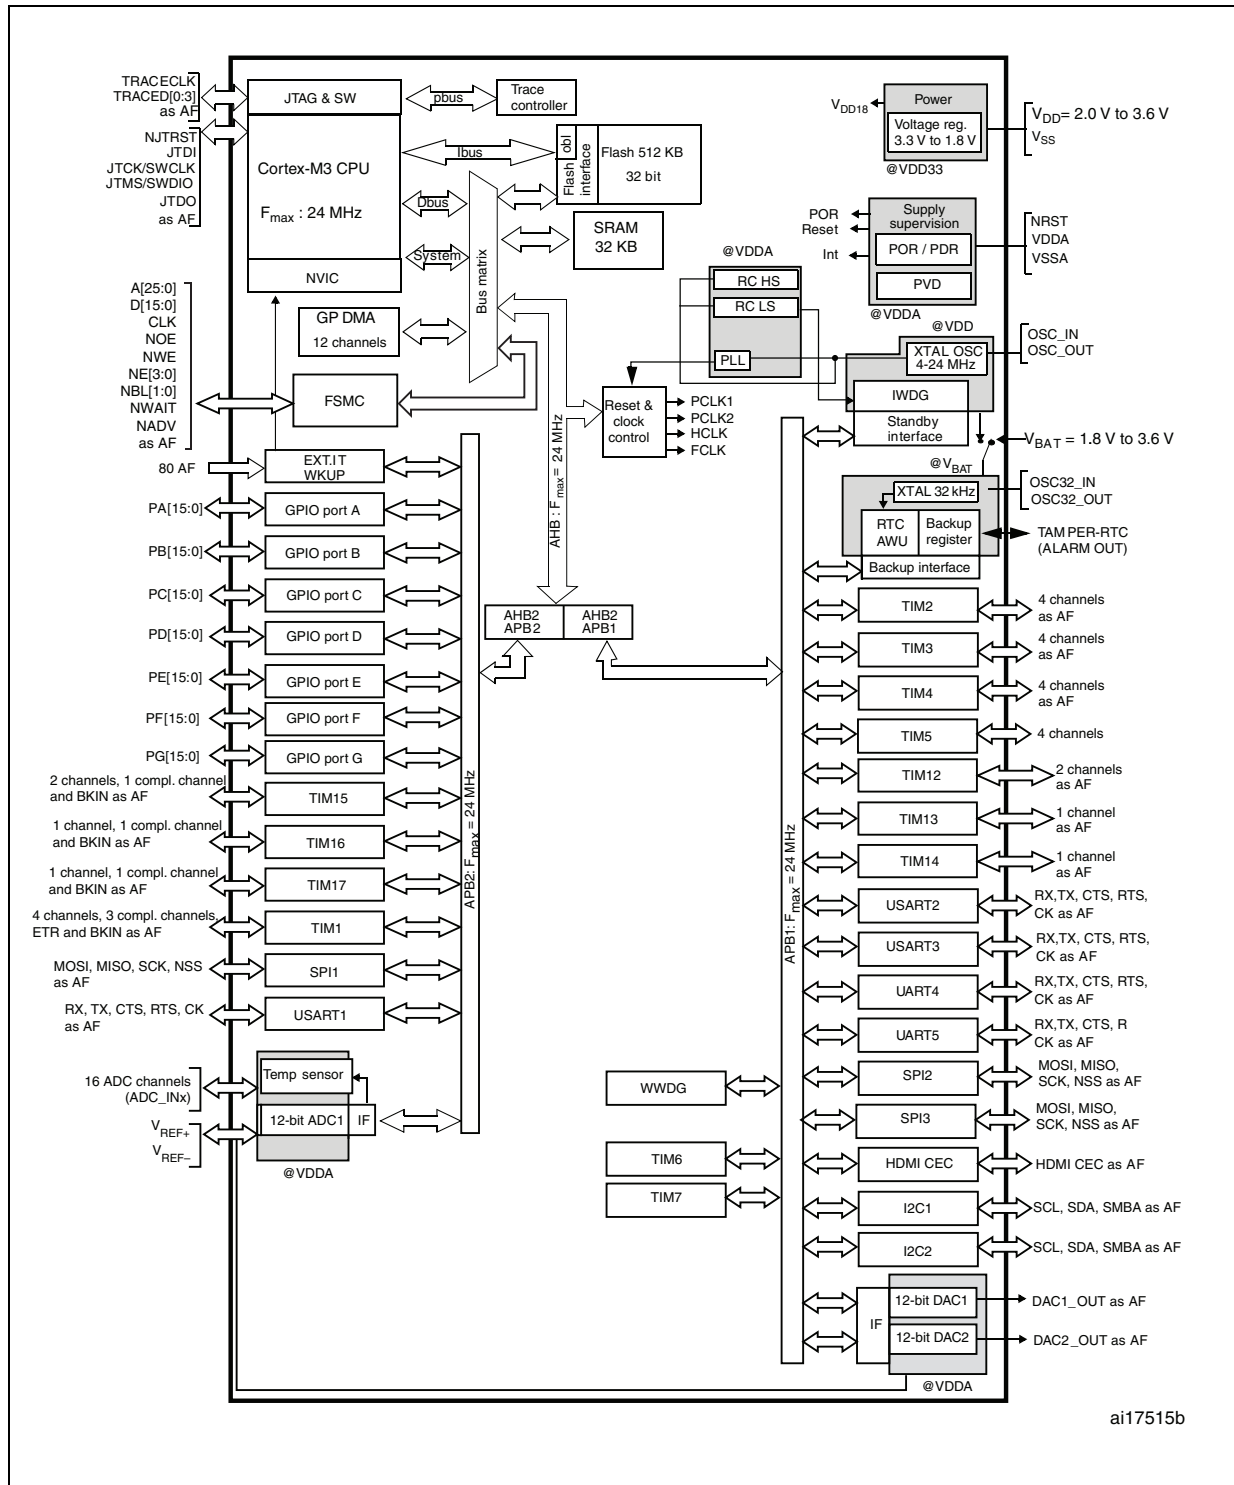 TRACECLK
TRACED[0:3]
as AF
NJTRST
JTDI
JTCK/SWCLK
JTMS/SWDIO
JTDO
as AF
JTAG & SW
pbus
Trace
controller
Cortex-M3 CPU
Fmax : 24 MHz
NVIC
Ibus
Dbus
System
Flash obl
interface
Flash 512 KB
32 bit
SRAM
32 KB
Bus matrix
GP DMA
12 channels
FSMC
A[25:0]
D[15:0]
CLK
NOE
NWE
NE[3:0]
NBL[1:0]
NWAIT
NADV
as AF
VDD18
Power
Voltage reg.
3.3 V to 1.8 V
@VDD33
VDD= 2.0 V to 3.6 V
VSS
POR
Reset
Int
Supply
supervision
POR / PDR
PVD
@VDDA
NRST
VDDA
VSSA
@VDDA
RC HS
RC LS
PLL
@VDD
XTAL OSC
4-24 MHz
IWDG
Standby
interface
OSC_IN
OSC_OUT
Reset &
clock
control
PCLK1
PCLK2
HCLK
FCLK
VBAT = 1.8 V to 3.6 V
@VBAT
XTAL 32 kHz
RTC
AWU
Backup
register
Backup interface
OSC32_IN
OSC32_OUT
TAMPER-RTC
(ALARM OUT)
AHB : Fmax = 24 MHz
AHB2
APB2
AHB2
APB1
APB2: Fmax = 24 MHz
APB1: Fmax = 24 MHz
80 AF
EXT.IT
WKUP
PA[15:0]
GPIO port A
PB[15:0]
GPIO port B
PC[15:0]
GPIO port C
PD[15:0]
GPIO port D
PE[15:0]
GPIO port E
PF[15:0]
GPIO port F
PG[15:0]
GPIO port G
2 channels, 1 compl. channel
and BKIN as AF
TIM15
1 channel, 1 compl. channel
and BKIN as AF
TIM16
1 channel, 1 compl. channel
and BKIN as AF
TIM17
4 channels, 3 compl. channels,
ETR and BKIN as AF
TIM1
MOSI, MISO, SCK, NSS
as AF
SPI1
RX, TX, CTS, RTS, CK
as AF
USART1
16 ADC channels
(ADC_INx)
VREF+
VREF–
Temp sensor
12-bit ADC1
IF
@VDDA
WWDG
TIM6
TIM7
TIM2
4 channels
as AF
TIM3
4 channels
as AF
TIM4
4 channels
as AF
TIM5
4 channels
TIM12
2 channels
as AF
TIM13
1 channel
as AF
TIM14
1 channel
as AF
USART2
RX,TX, CTS, RTS,
CK as AF
USART3
RX,TX, CTS, RTS,
CK as AF
UART4
RX,TX, CTS, RTS,
CK as AF
UART5
RX,TX, CTS, R
CK as AF
SPI2
MOSI, MISO,
SCK, NSS as AF
SPI3
MOSI, MISO,
SCK, NSS as AF
HDMI CEC
HDMI CEC as AF
I2C1
SCL, SDA, SMBA as AF
I2C2
SCL, SDA, SMBA as AF
IF
12-bit DAC1
DAC1_OUT as AF
12-bit DAC2
DAC2_OUT as AF
@VDDA
ai17515b